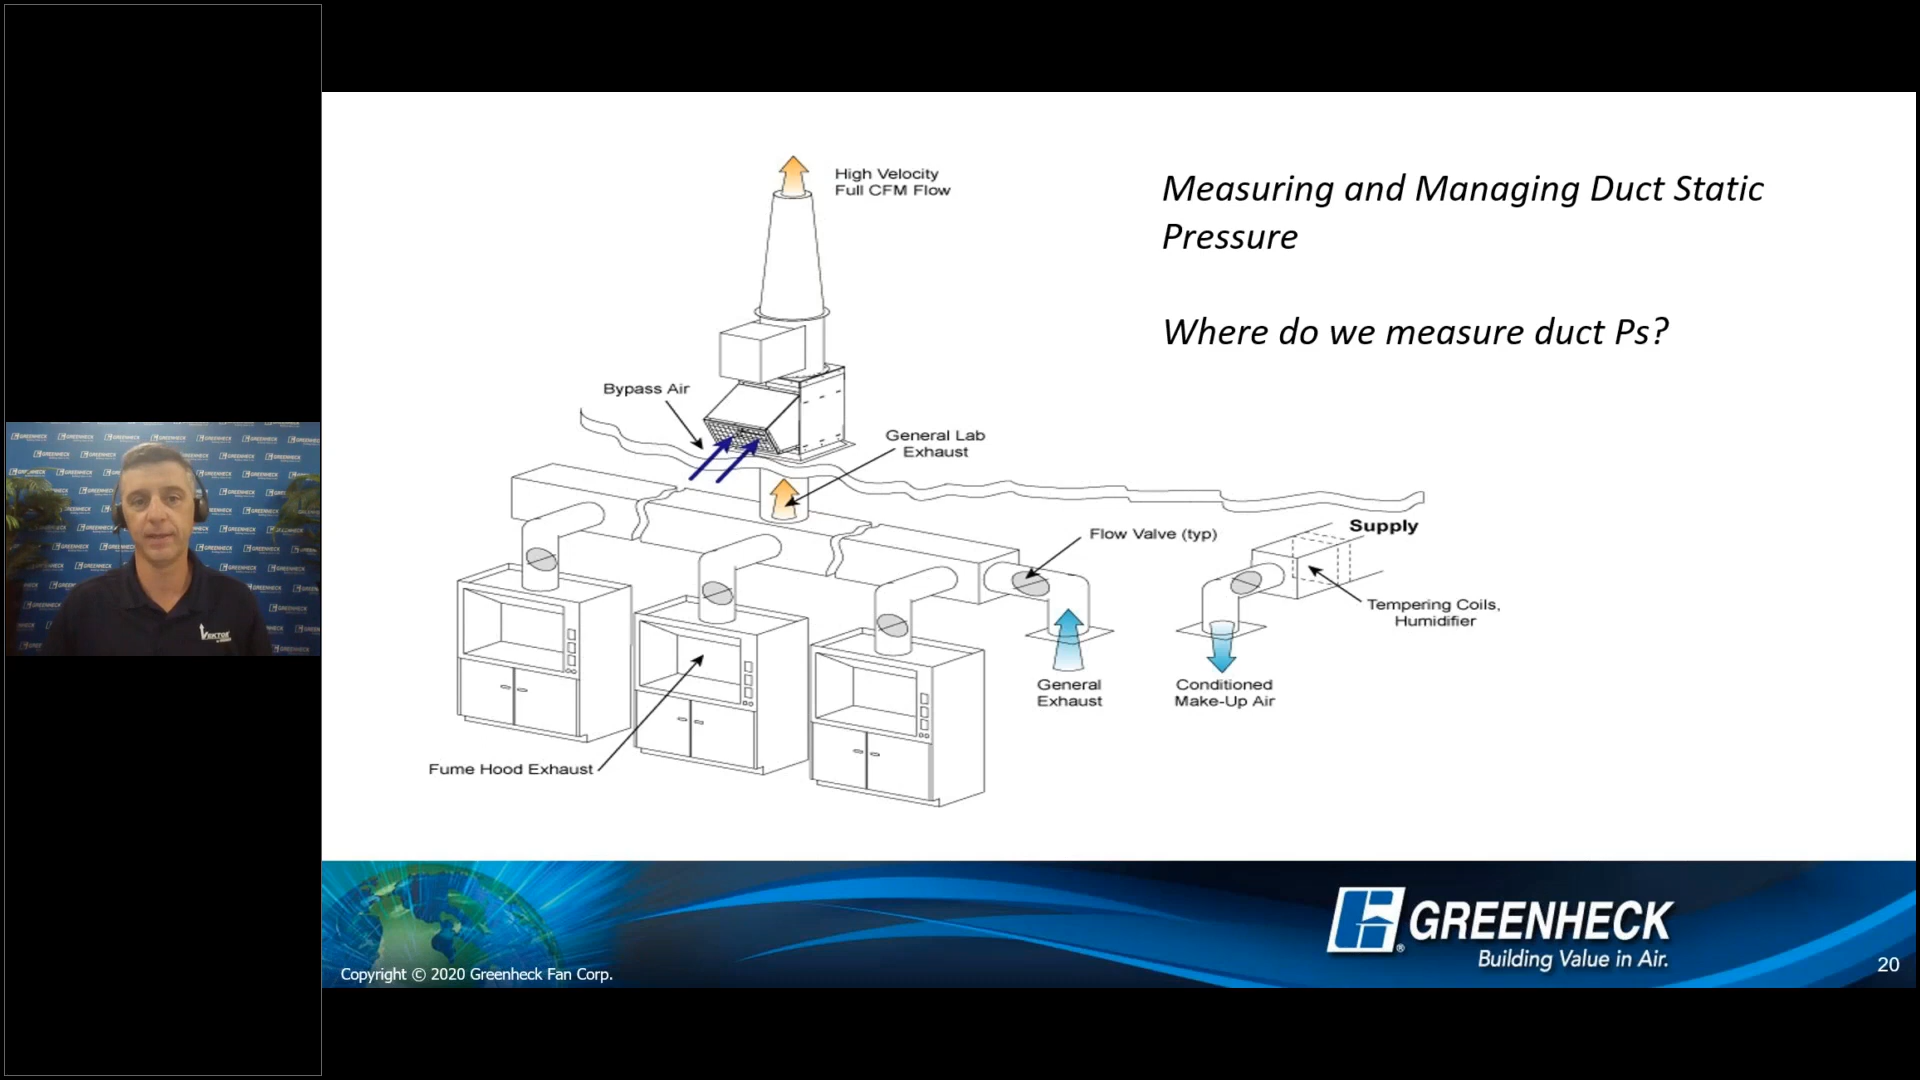 High Velocity
Full CFM Flow
Measuring and Managing Duct Static
Pressure
Where do we measure duct Ps?
Bypass Air
General Lab
Exhaust
Flow Valve (typ)
Supply
Tempering Coils,
Humidifier
General
Exhaust
Conditioned
Make-Up Air
Fume Hood Exhaust
VEKTOR
GREENHECK
GREENHECK
Building Value in Air.
Copyright © 2020 Greenheck Fan Corp.
20